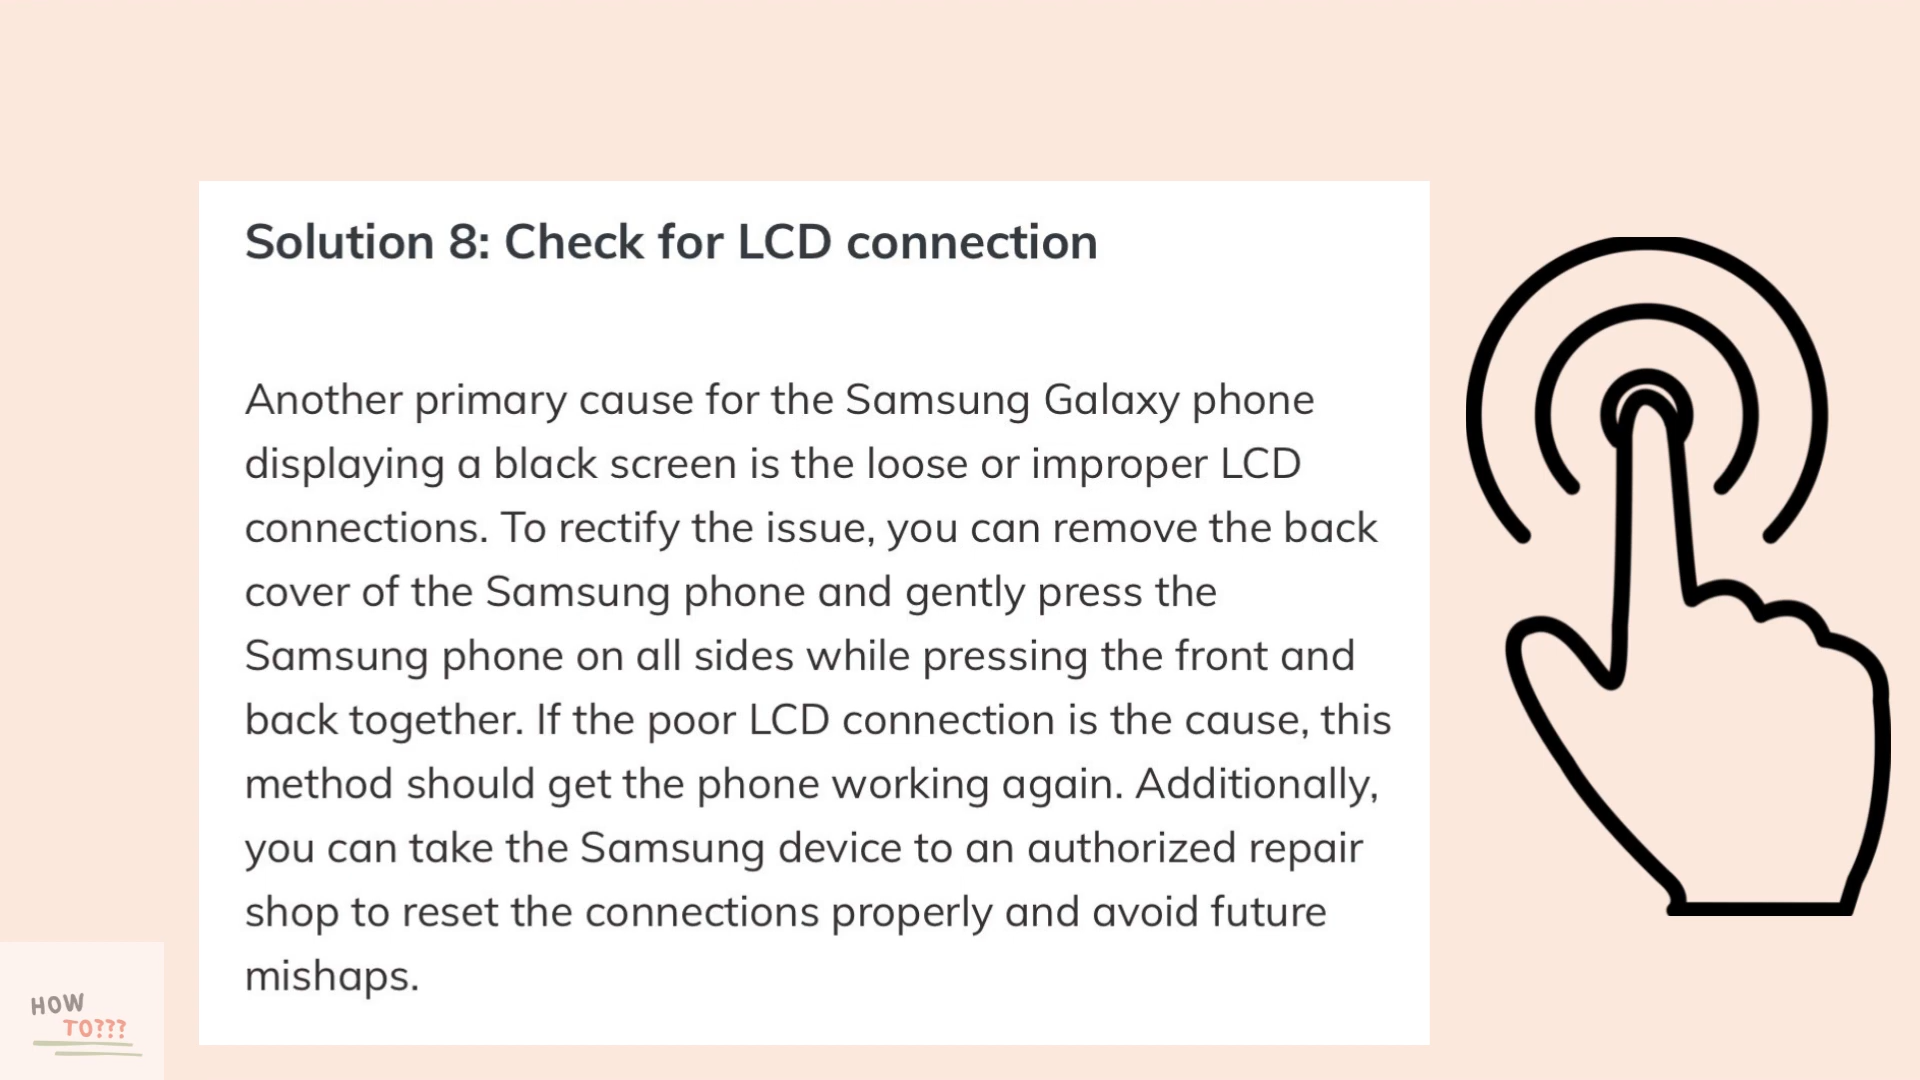 Solution 8: Check for LCD connection
Another primary cause for the Samsung Galaxy phone
displaying a black screen is the loose or improper LCD
connections. To rectify the issue, you can remove the back
cover of the Samsung phone and gently press the
Samsung phone on all sides while pressing the front and
back together. If the poor LCD connection is the cause, this
method should get the phone working again. Additionally,
you can take the Samsung device to an authorized repair
shop to reset the connections properly and avoid future
mishaps.
HOW
TO???